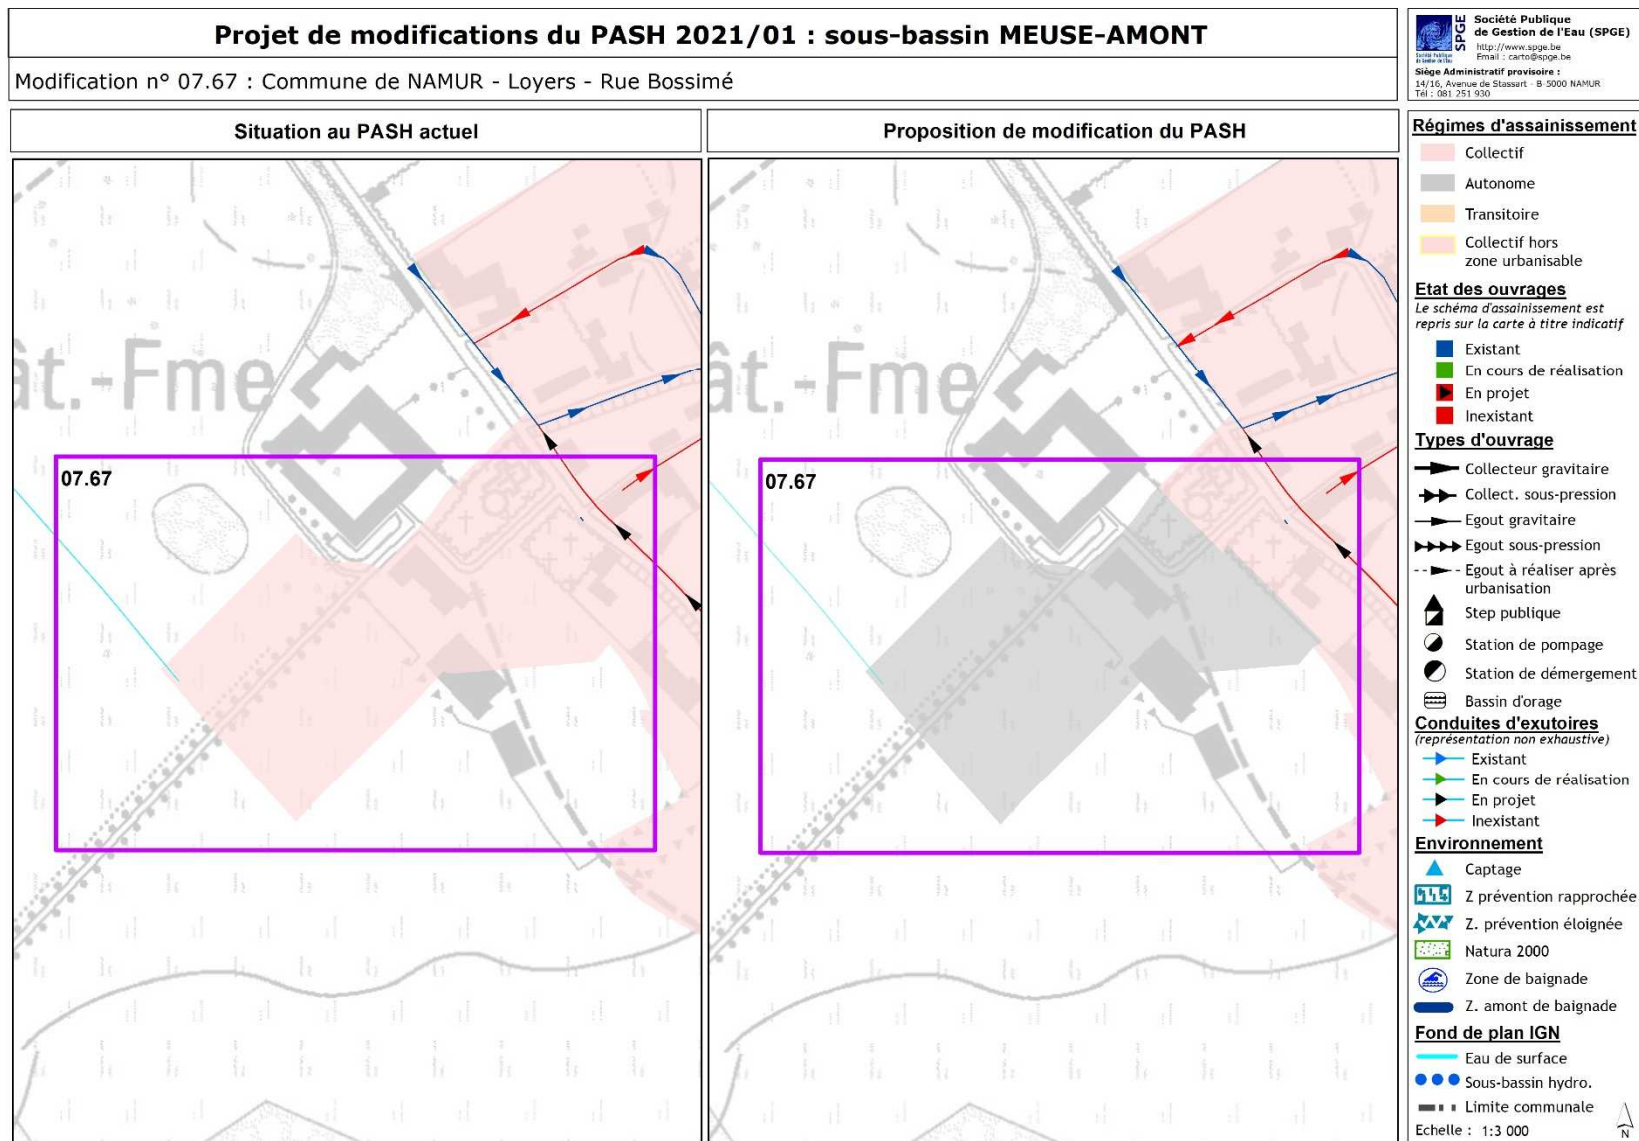 Projet de modifications du PASH 2021/01 : sous-bassin MEUSE-AMONT
Modification n° 07.67 : Commune de NAMUR - Loyers - Rue Bossimé
SPGE
Société Publique
de Gestion de l'Eau (SPGE)
http://www.spge.be
Email : carto@spge.be
Siège Administratif provisoire :
14/16, Avenue de Stassart - B-5000 NAMUR
Tél : 081 251 930
Situation au PASH actuel
Proposition de modification du PASH
ât.-Fme
07.67
ât.-Fme
07.67
Régimes d'assainissement
Collectif
Autonome
Transitoire
Collectif hors
zone urbanisable
Etat des ouvrages
Le schéma d'assainissement est
repris sur la carte à titre indicatif
Existant
En cours de réalisation
En projet
Inexistant
Types d'ouvrage
Collecteur gravitaire
Collect. sous-pression
Egout gravitaire
Egout sous-pression
Egout à réaliser après
urbanisation
Step publique
Station de pompage
Station de démergement
Bassin d'orage
Conduites d'exutoires
(représentation non exhaustive)
Existant
En cours de réalisation
En projet
Inexistant
Environnement
Captage
Z prévention rapprochée
Z. prévention éloignée
Natura 2000
Zone de baignade
Z. amont de baignade
Fond de plan IGN
Eau de surface
Sous-bassin hydro.
Limite communale
Echelle : 1:3 000
N